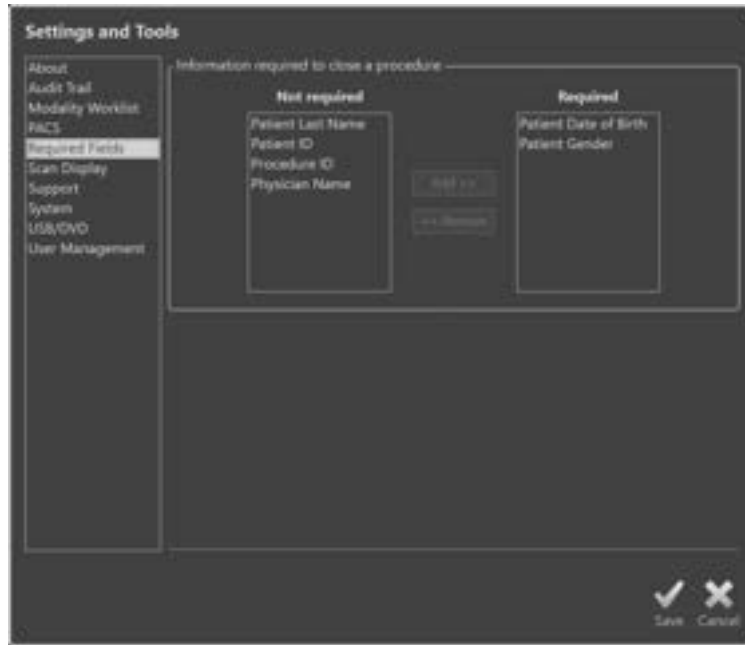 Settings and Tools
About
Audit Trail
Modality Worklist
PACS
Required Fields
Scan Display
Support
System
USB/DVD
User Management
Information required to close a procedure
Not required
Patient Last Name
Patient ID
Procedure ID
Physician Name
Add >>
<< Remove
Required
Patient Date of Birth
Patient Gender
Save
Cancel